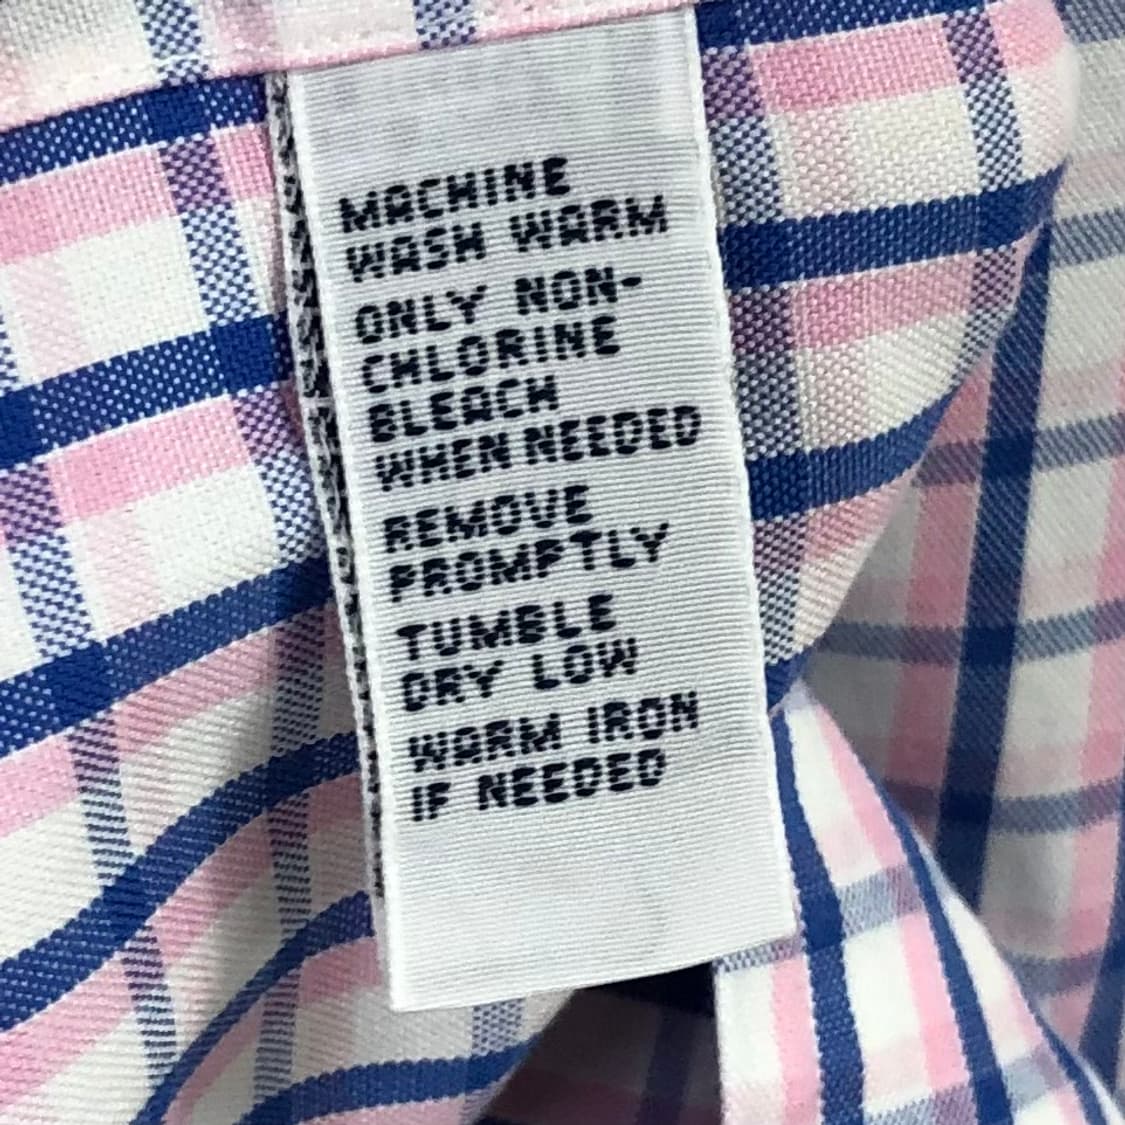 MACHINE
WASH WARM
ONLY NON-
CHLORINE
BLEACH
WHEN NEEDED
REMOVE
PROMPTLY
TUMBLE
DRY LOW
WARM IRON
IF NEEDED